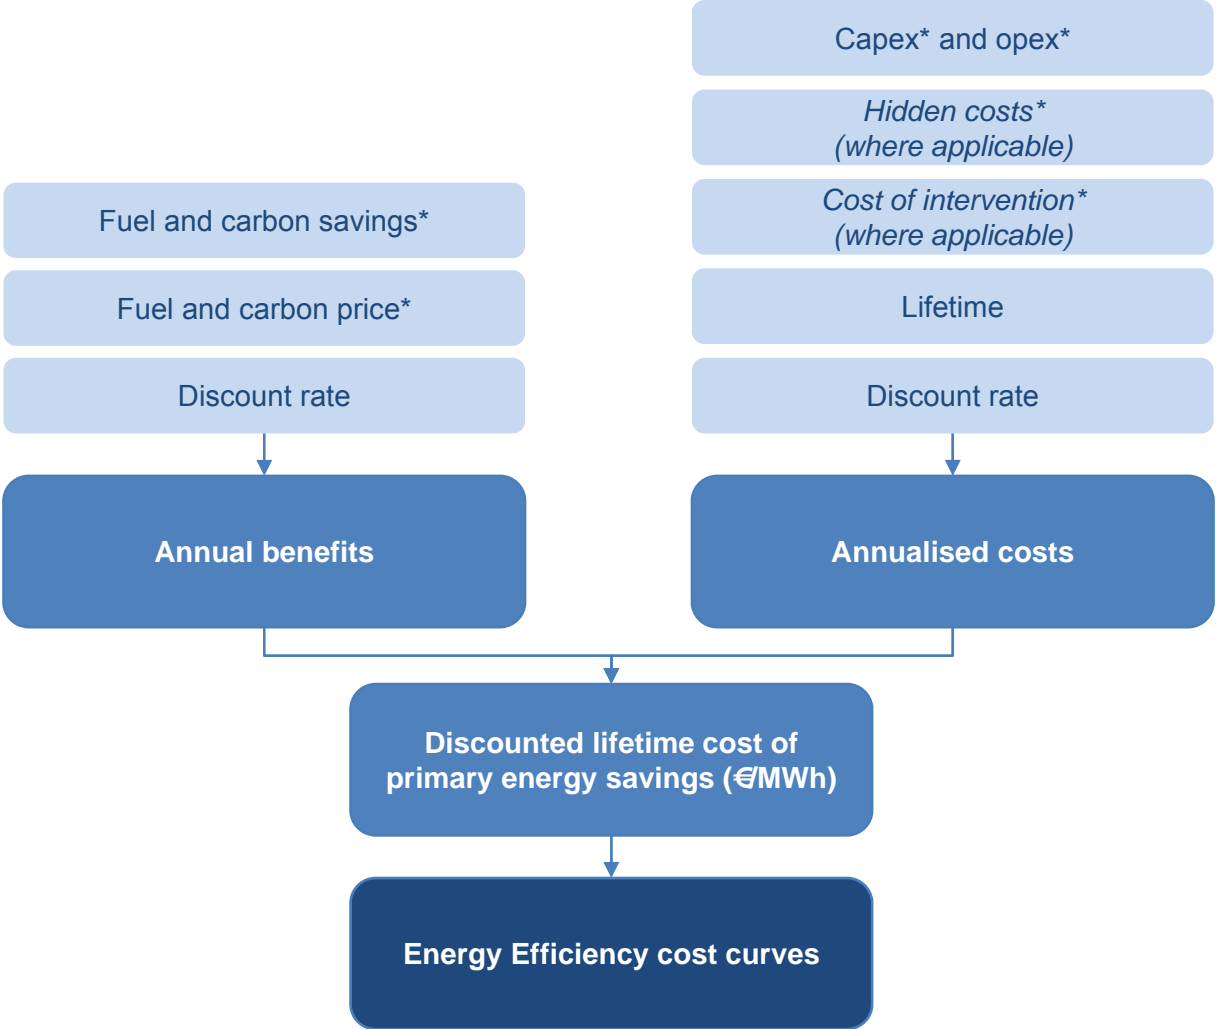 Capex* and opex*
Hidden costs*
(where applicable)
Cost of intervention*
(where applicable)
Fuel and carbon savings*
Fuel and carbon price*
Lifetime
Discount rate
Discount rate
Annual benefits
Annualised costs
Discounted lifetime cost of
primary energy savings (€/MWh)
Energy Efficiency cost curves